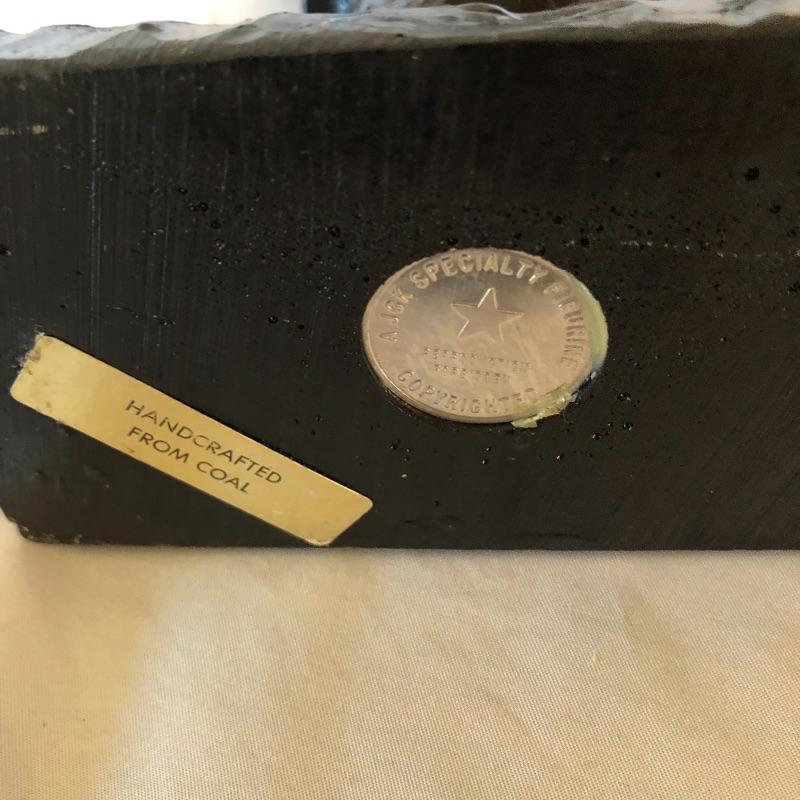 A JCK SPECIALTY FIGURINE
COPYRIGHTED
HANDCRAFTED
FROM COAL